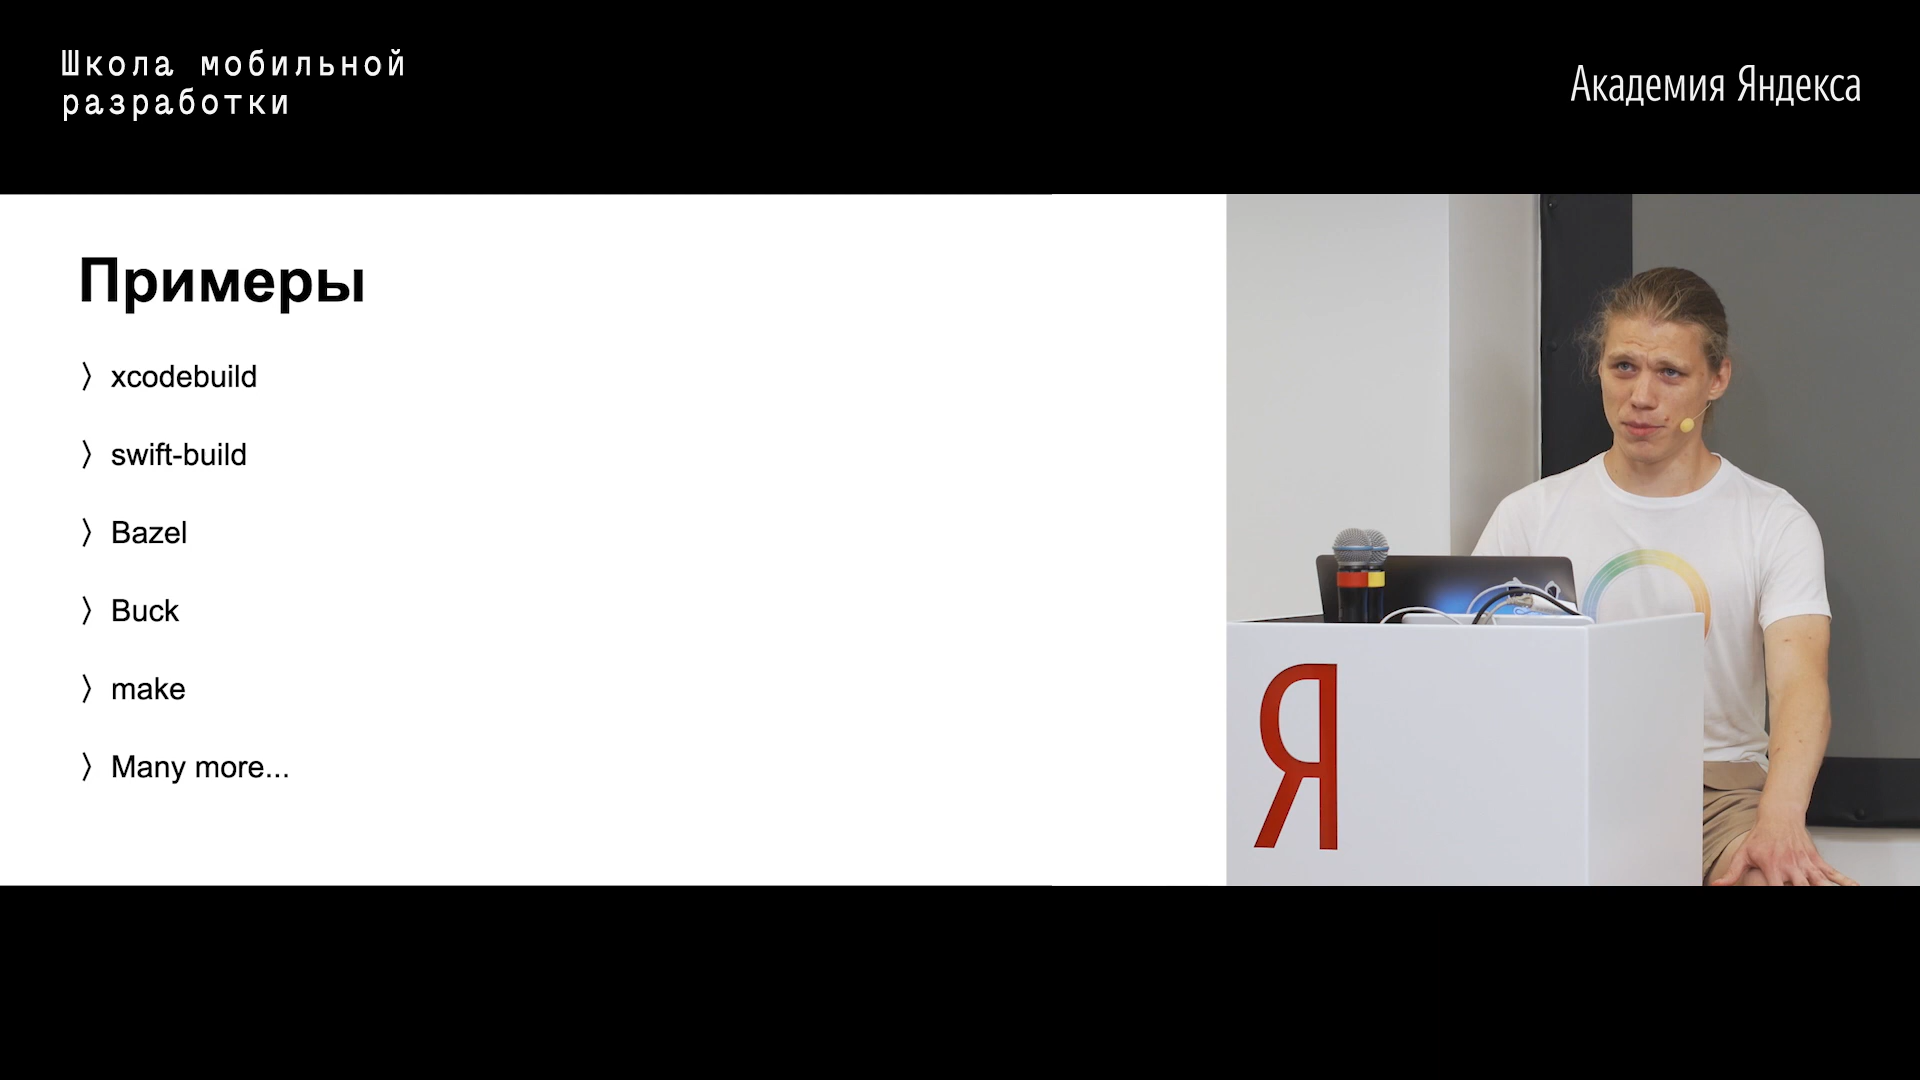 Школа мобильной
разработки
Академия Яндекса
Примеры
〉 xcodebuild
〉 swift-build
〉 Bazel
〉 Buck
〉 make
〉 Many more...
Я